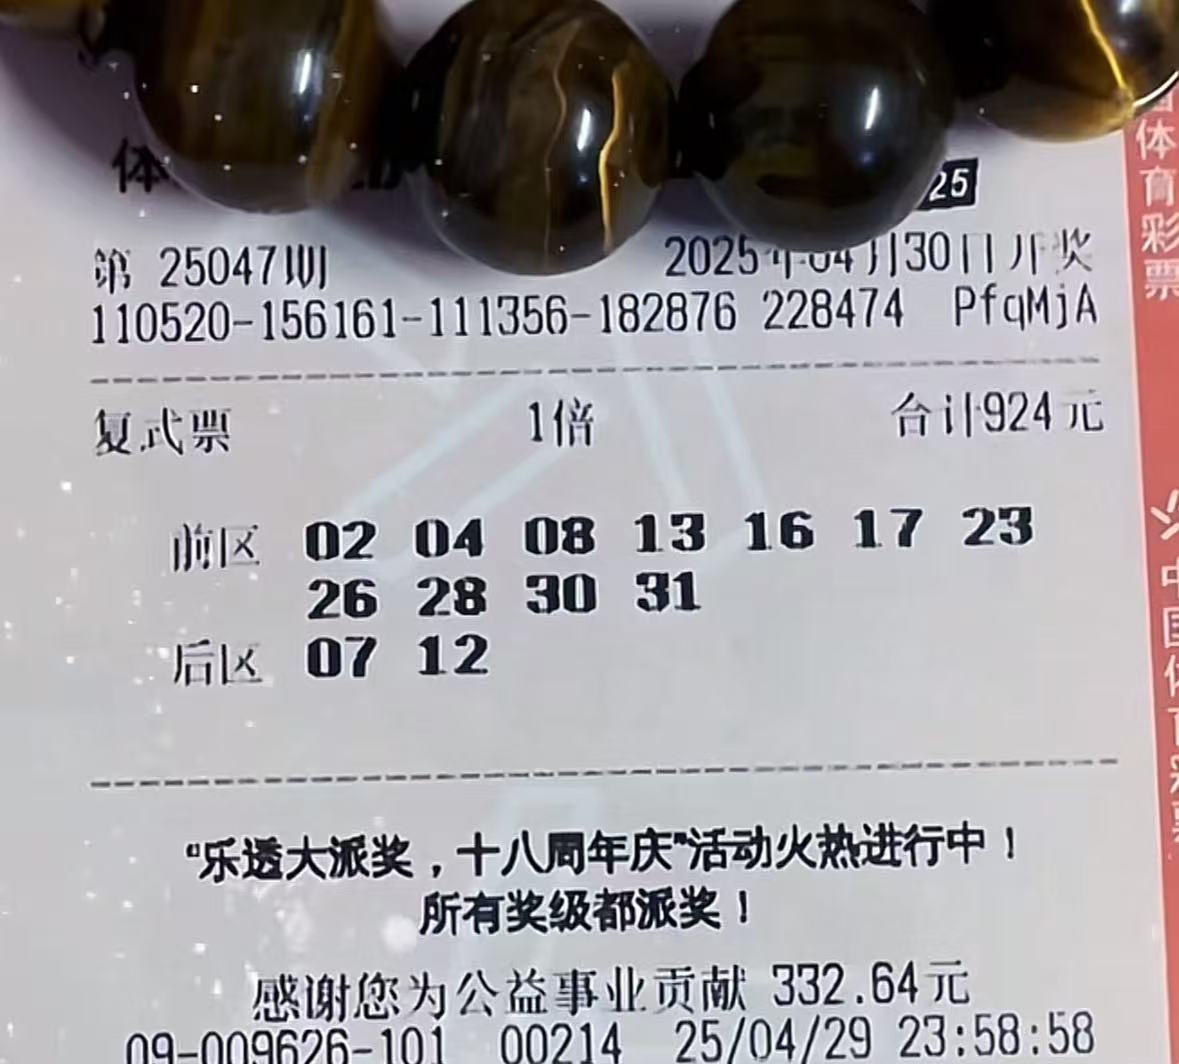 体
25
第 25047期 2025年04月30日开奖
110520-156161-111356-182876 228474 PfqMjA
复式票 1倍 合计924元
前区 02 04 08 13 16 17 23
26 28 30 31
后区 07 12
“乐透大派奖，十八周年庆”活动火热进行中！
所有奖级都派奖！
感谢您为公益事业贡献 332.64元
09-009626-101 00214 25/04/29 23:58:58
体育彩票
中国体育彩票